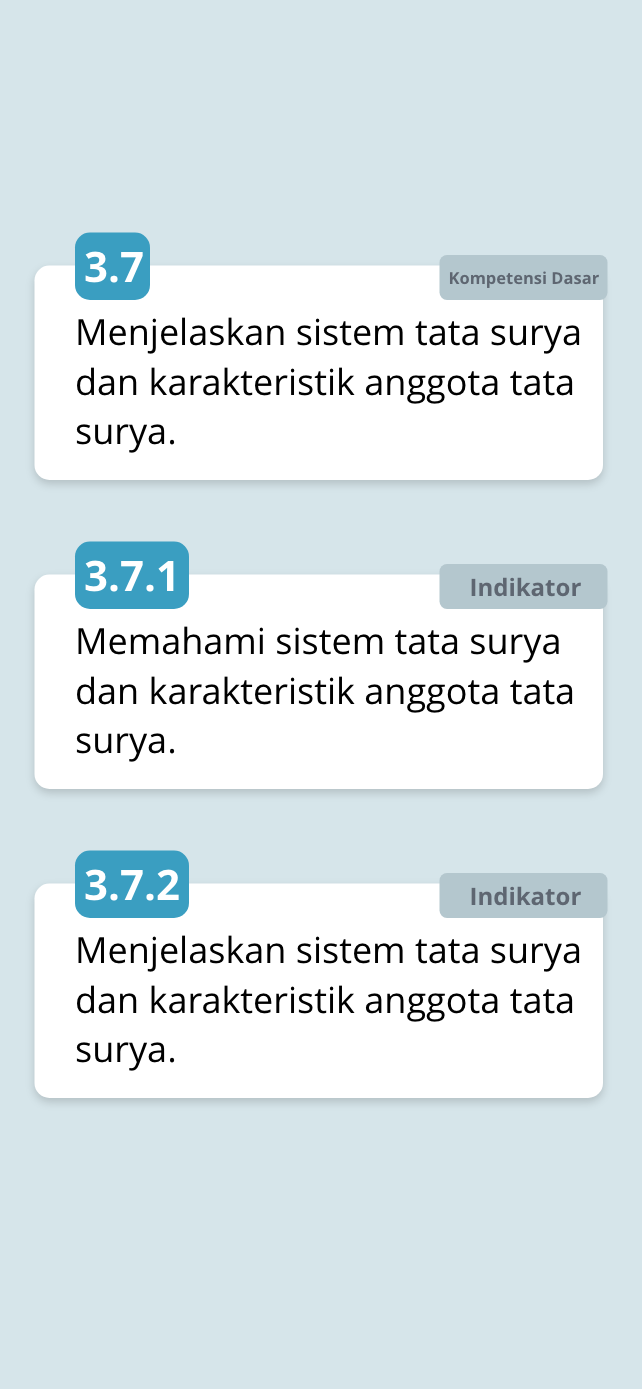 3.7
Kompetensi Dasar
Menjelaskan sistem tata surya
dan karakteristik anggota tata
surya.
3.7.1
Indikator
Memahami sistem tata surya
dan karakteristik anggota tata
surya.
3.7.2
Indikator
Menjelaskan sistem tata surya
dan karakteristik anggota tata
surya.